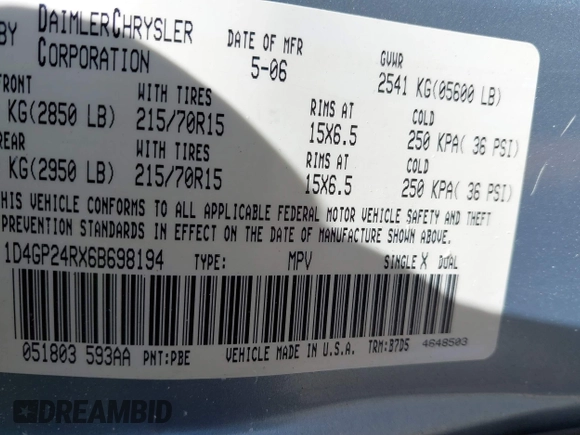 BY DAIMLERCHRYSLER CORPORATION
DATE OF MFR 5-06
GVWR 2541 KG(05600 LB)
FRONT WITH TIRES RIMS AT COLD
KG(2850 LB) 215/70R15 15X6.5 250 KPA( 36 PSI)
REAR WITH TIRES RIMS AT COLD
KG(2950 LB) 215/70R15 15X6.5 250 KPA( 36 PSI)
THIS VEHICLE CONFORMS TO ALL APPLICABLE FEDERAL MOTOR VEHICLE SAFETY AND THEFT
PREVENTION STANDARDS IN EFFECT ON THE DATE OF MANUFACTURE SHOWN ABOVE.
1D4GP24RX6B698194 TYPE: MPV SINGLE X DUAL
051803 593AA PNT:PBE VEHICLE MADE IN U.S.A. TRM:B7D5 4648503
DREAMBID